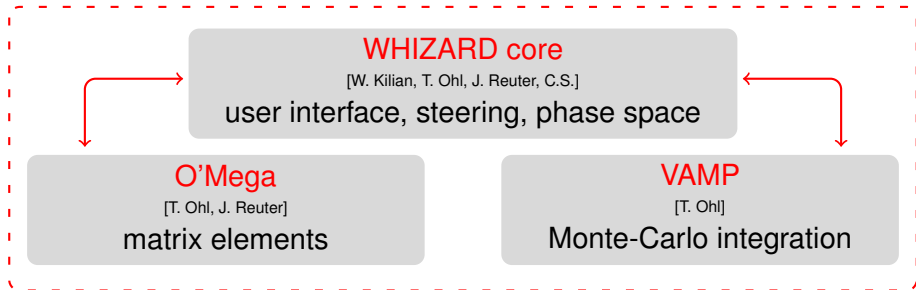 WHIZARD core
[W. Kilian, T. Ohl, J. Reuter, C.S.]
user interface, steering, phase space
O'Mega
[T. Ohl, J. Reuter]
matrix elements
VAMP
[T. Ohl]
Monte-Carlo integration